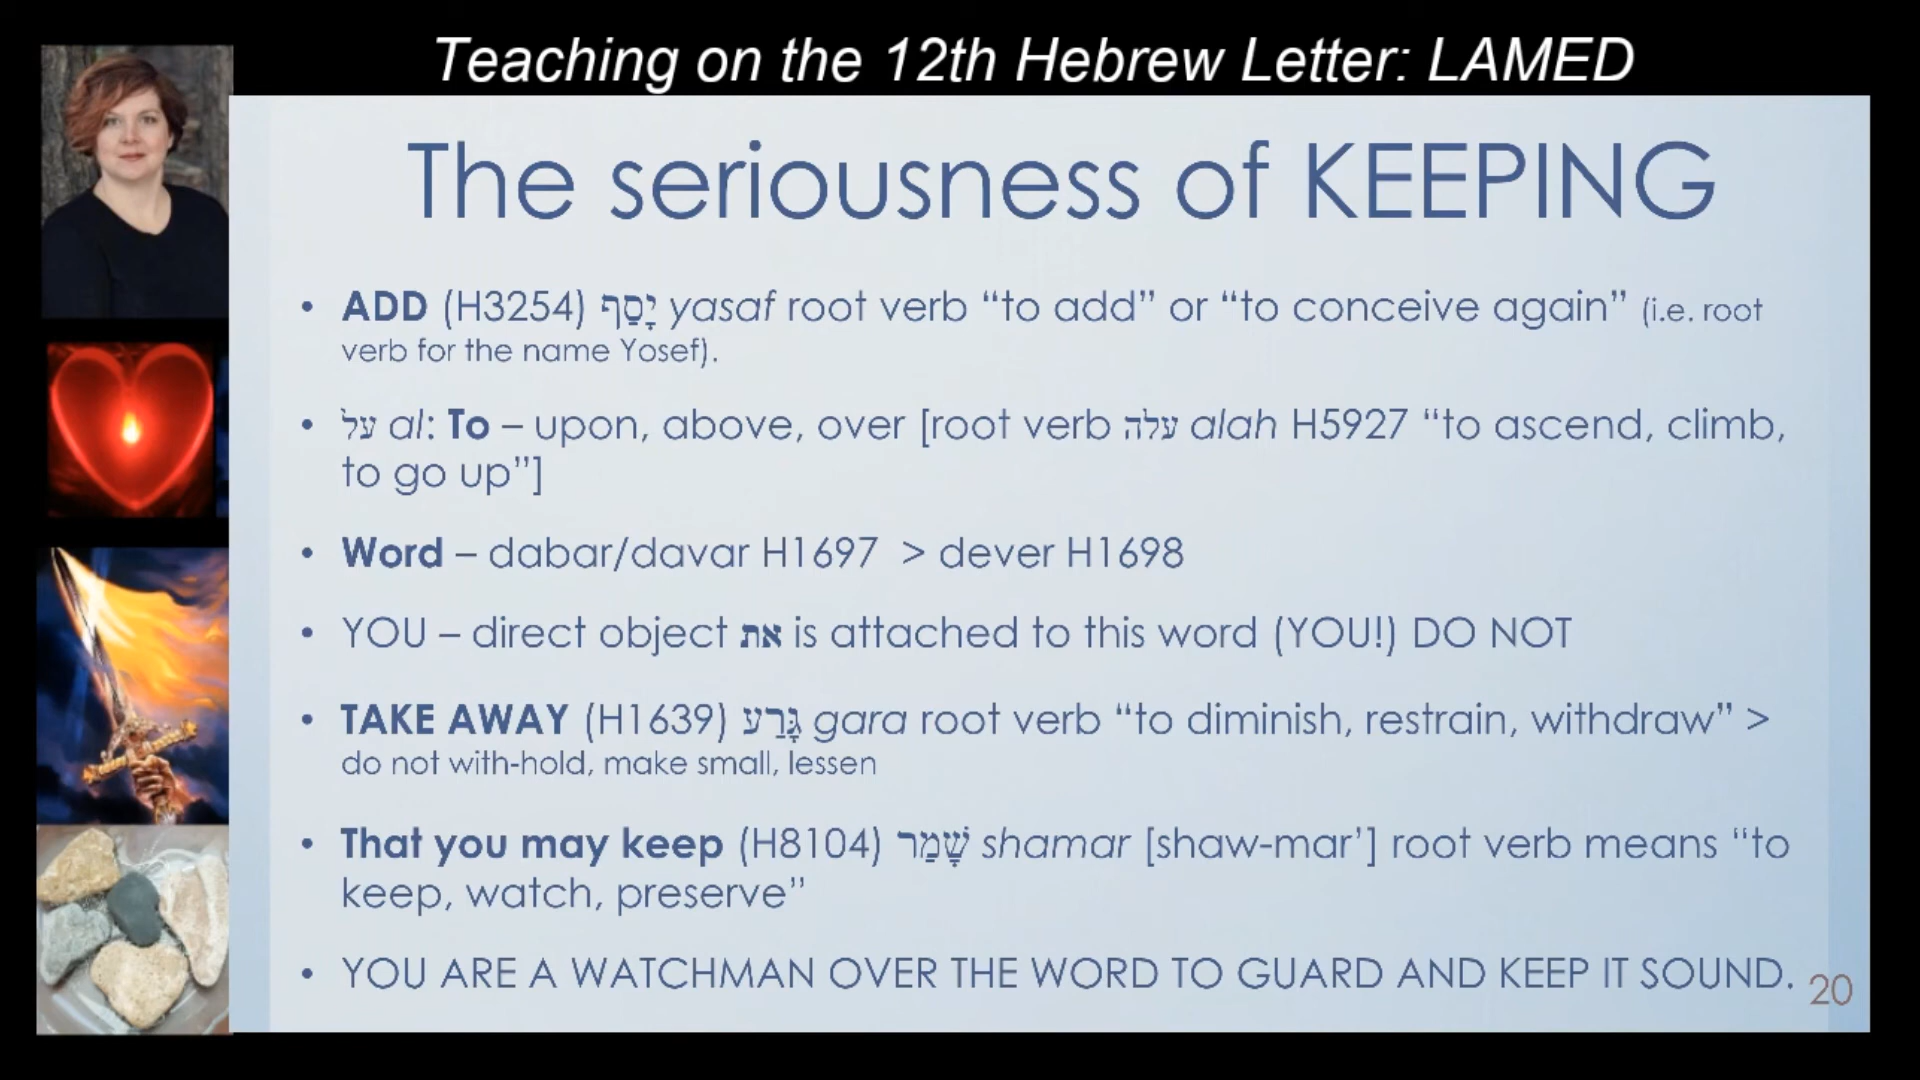 Teaching on the 12th Hebrew Letter: LAMED
The seriousness of KEEPING
• ADD (H3254) יָסַף yasaf root verb “to add” or “to conceive again” (i.e. root
verb for the name Yosef).
• על al: To – upon, above, over [root verb עלה alah H5927 “to ascend, climb,
to go up”]
• Word – dabar/davar H1697 > dever H1698
• YOU – direct object את is attached to this word (YOU!) DO NOT
• TAKE AWAY (H1639) גָּרַע gara root verb “to diminish, restrain, withdraw” >
do not with-hold, make small, lessen
• That you may keep (H8104) שָׁמַר shamar [shaw-mar’] root verb means “to
keep, watch, preserve”
• YOU ARE A WATCHMAN OVER THE WORD TO GUARD AND KEEP IT SOUND.
20